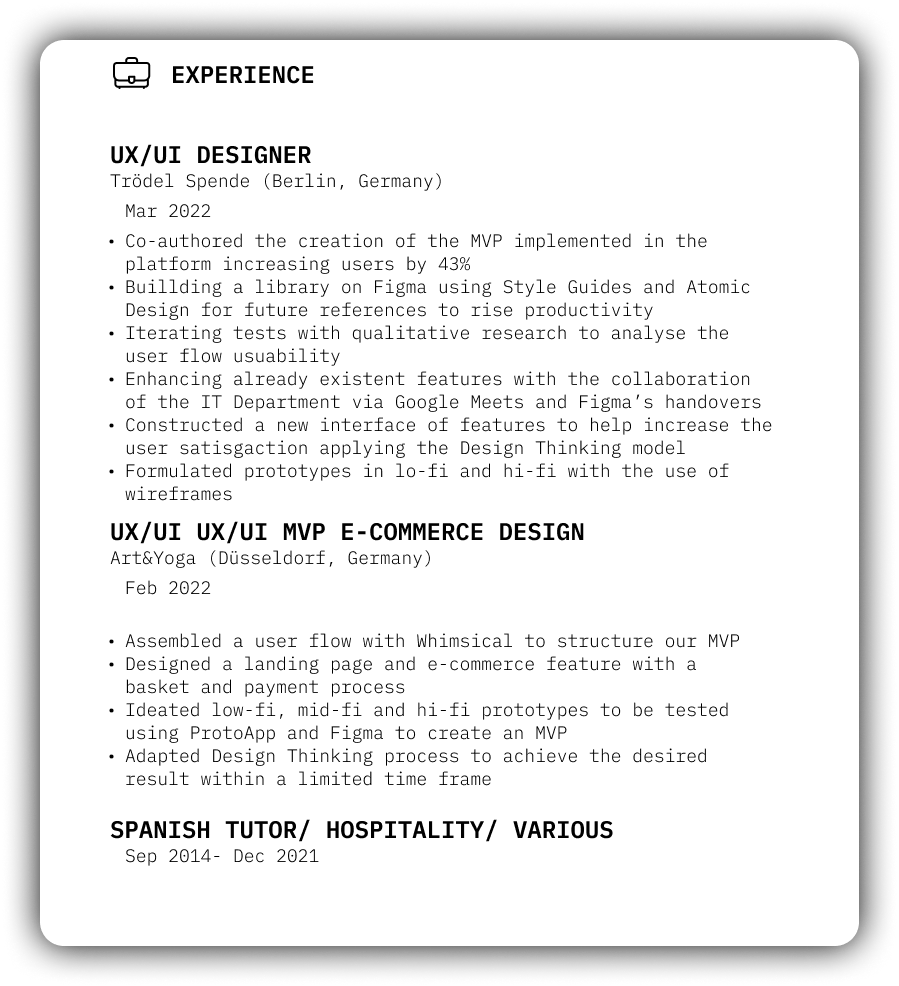 EXPERIENCE
UX/UI DESIGNER
Trödel Spende (Berlin, Germany)
Mar 2022
• Co-authored the creation of the MVP implemented in the
platform increasing users by 43%
• Buillding a library on Figma using Style Guides and Atomic
Design for future references to rise productivity
• Iterating tests with qualitative research to analyse the
user flow usuability
• Enhancing already existent features with the collaboration
of the IT Department via Google Meets and Figma’s handovers
• Constructed a new interface of features to help increase the
user satisgaction applying the Design Thinking model
• Formulated prototypes in lo-fi and hi-fi with the use of
wireframes
UX/UI UX/UI MVP E-COMMERCE DESIGN
Art&Yoga (Düsseldorf, Germany)
Feb 2022
• Assembled a user flow with Whimsical to structure our MVP
• Designed a landing page and e-commerce feature with a
basket and payment process
• Ideated low-fi, mid-fi and hi-fi prototypes to be tested
using ProtoApp and Figma to create an MVP
• Adapted Design Thinking process to achieve the desired
result within a limited time frame
SPANISH TUTOR/ HOSPITALITY/ VARIOUS
Sep 2014- Dec 2021